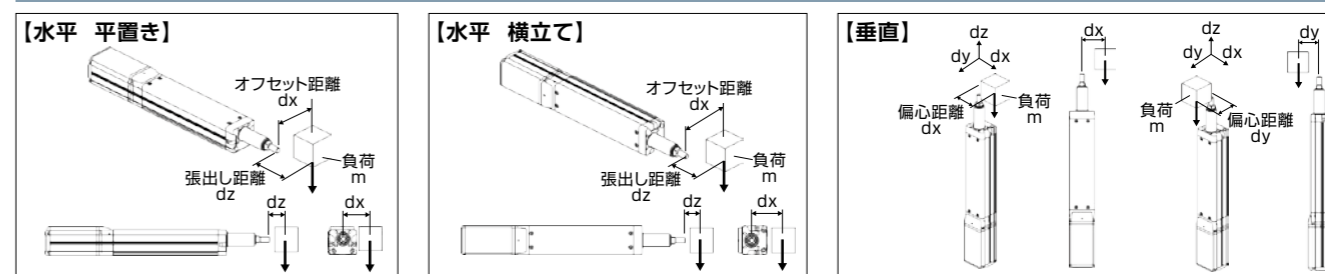 【水平 平置き】
オフセット距離
dx
負荷
m
張出し距離
dz
dz
dx
【水平 横立て】
オフセット距離
dx
負荷
m
張出し距離
dz
dz
dx
【垂直】
dz
dy
dx
偏心距離
dx
負荷
m
dx
dz
dy
dx
負荷
m
偏心距離
dy
dy